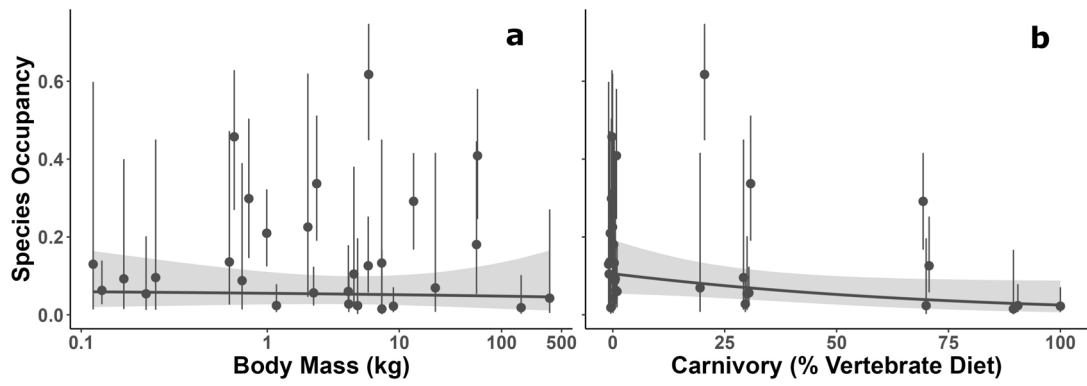 a
b
Species Occupancy
0.6
0.4
0.2
0.0
0.1 1 10 100 500
0 25 50 75 100
Body Mass (kg)
Carnivory (% Vertebrate Diet)